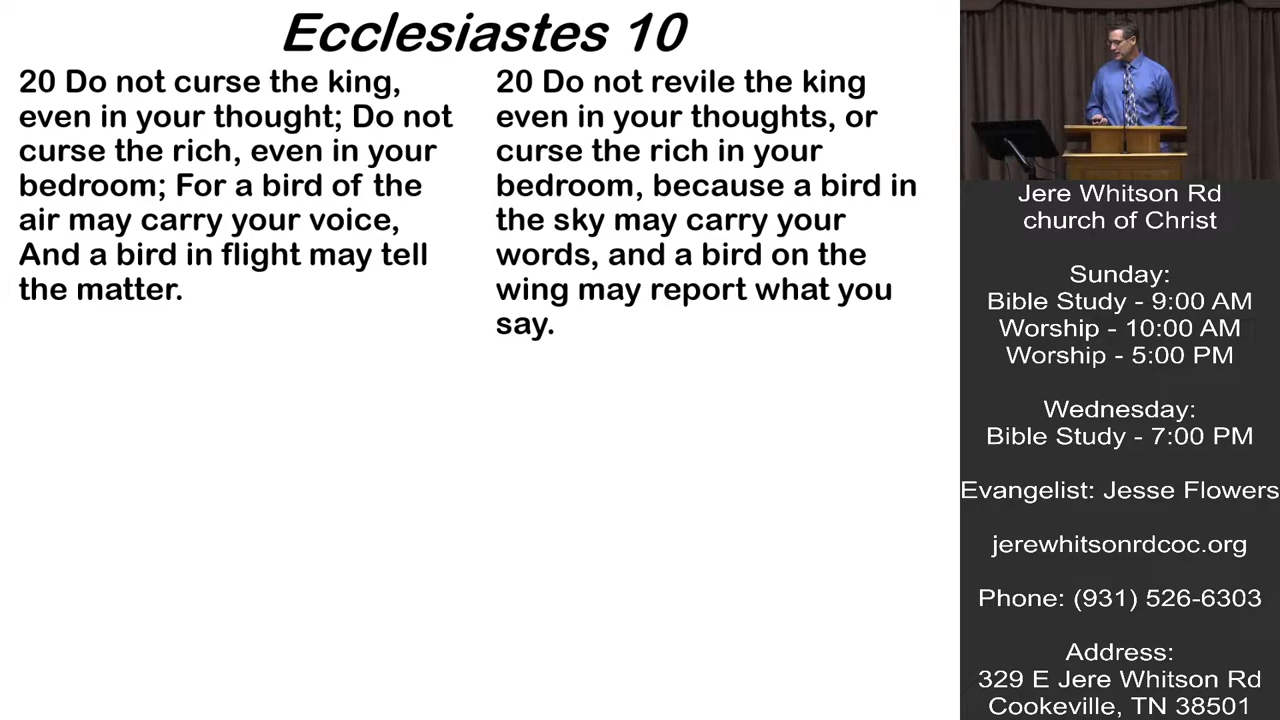 Ecclesiastes 10
20 Do not curse the king,
even in your thought; Do not
curse the rich, even in your
bedroom; For a bird of the
air may carry your voice,
And a bird in flight may tell
the matter.
20 Do not revile the king
even in your thoughts, or
curse the rich in your
bedroom, because a bird in
the sky may carry your
words, and a bird on the
wing may report what you
say.
Jere Whitson Rd
church of Christ
Sunday:
Bible Study - 9:00 AM
Worship - 10:00 AM
Worship - 5:00 PM
Wednesday:
Bible Study - 7:00 PM
Evangelist: Jesse Flowers
jerewhitsonrdcoc.org
Phone: (931) 526-6303
Address:
329 E Jere Whitson Rd
Cookeville, TN 38501